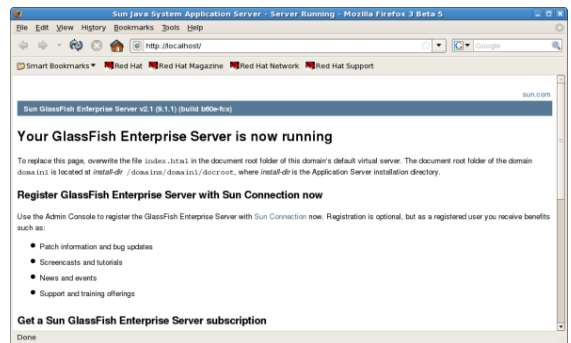 Sun Java System Application Server - Server Running - Mozilla Firefox 3 Beta 5
File Edit View History Bookmarks Tools Help
http://localhost/
Google
Smart Bookmarks Red Hat Red Hat Magazine Red Hat Network Red Hat Support
sun.com
Sun GlassFish Enterprise Server v2.1 (9.1.1) (build b60e-fcs)
Your GlassFish Enterprise Server is now running
To replace this page, overwrite the file index.html in the document root folder of this domain's default virtual server. The document root folder of the domain
domain1 is located at install-dir /domains/domain1/docroot, where install-dir is the Application Server installation directory.
Register GlassFish Enterprise Server with Sun Connection now
Use the Admin Console to register the GlassFish Enterprise Server with Sun Connection now. Registration is optional, but as a registered user you receive benefits
such as:
Patch information and bug updates
Screencasts and tutorials
News and events
Support and training offerings
Get a Sun GlassFish Enterprise Server subscription
Done